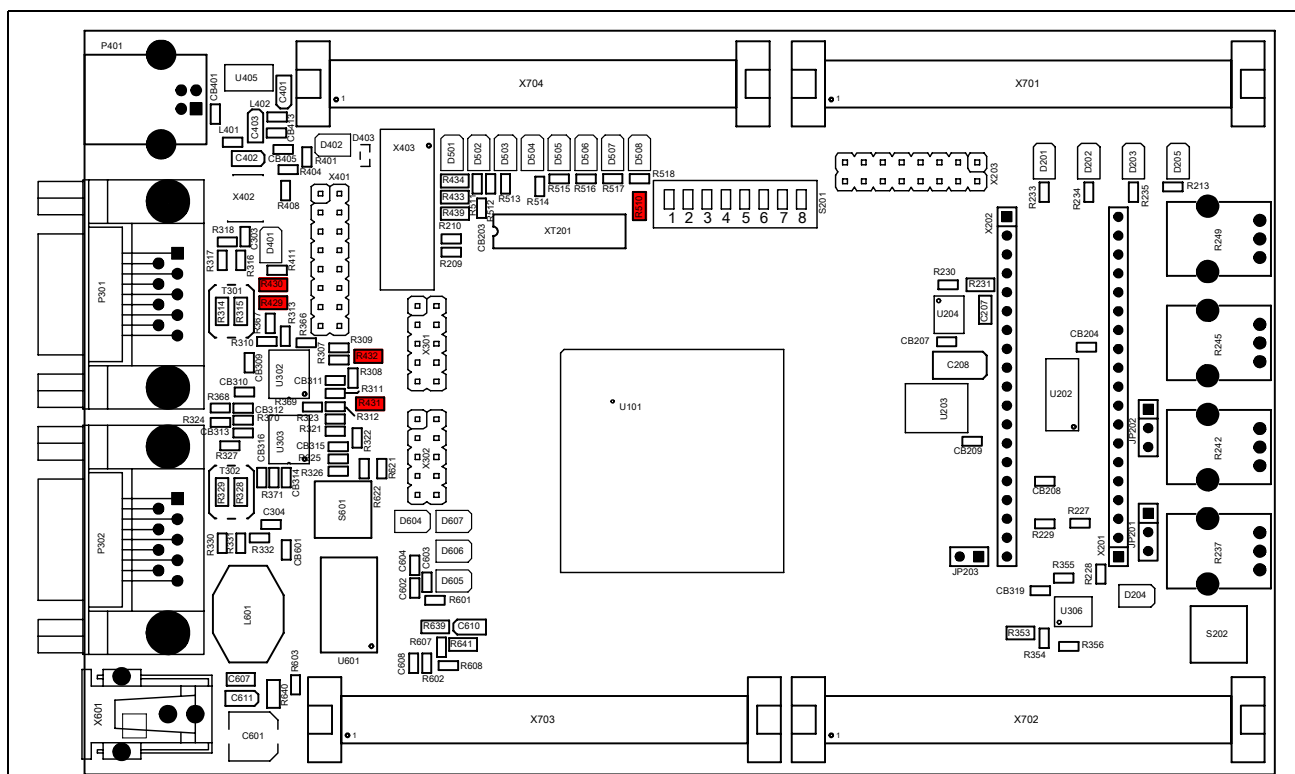 P401
CB401
U405
C401
L402
C403
CB413
L401
C402
CB405
R404
R401
D402
D403
X402
R408
X401
X704
1
X701
1
X403
D501
D502
D503
D504
D505
D506
D507
D508
R434
R433
R439
R511
R512
R513
R514
R515
R516
R517
R518
R510
R210
R209
CB203
XT201
1 2 3 4 5 6 7 8
S201
X203
D201
D202
D203
D205
R233
R234
R235
R213
X202
R249
R245
R242
R237
P301
R318
C303
R317
R316
D401
R411
R430
R429
T301
R314
R315
R367
R313
R310
R366
CB309
U302
R369
R307
R309
R432
R308
CB311
R311
R431
R312
R323
R321
R322
CB310
R368
CB312
R324
R370
CB313
R327
CB316
U303
CB315
R625
R326
R621
R622
X301
X302
U101
R230
R231
U204
C207
CB207
C208
U203
CB209
CB204
U202
JP202
CB208
R229
R227
JP201
X201
JP203
R355
R228
CB319
U306
D204
R353
R354
R356
S202
P302
T302
R329
R328
R371
CB314
C304
R330
R331
R332
CB601
S601
D604
D607
D606
D605
C604
C603
C602
R601
L601
U601
R639
C610
R607
R641
C608
R602
R608
X601
C607
C611
R640
R603
C601
X703
1
X702
1